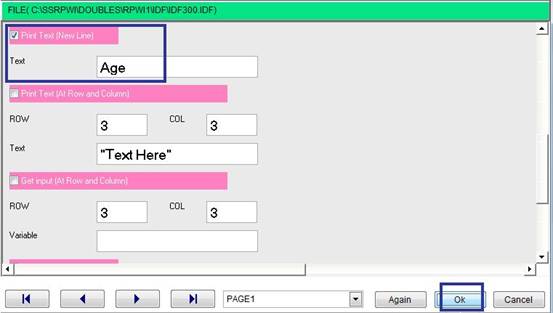 FILE( C:\SSRPWI\DOUBLES\RPWI1\IDF\IDF300.IDF)
Print Text (New Line)
Text Age
Print Text (At Row and Column)
ROW 3 COL 3
Text "Text Here"
Get input (At Row and Column)
ROW 3 COL 3
Variable
PAGE1 Again Ok Cancel